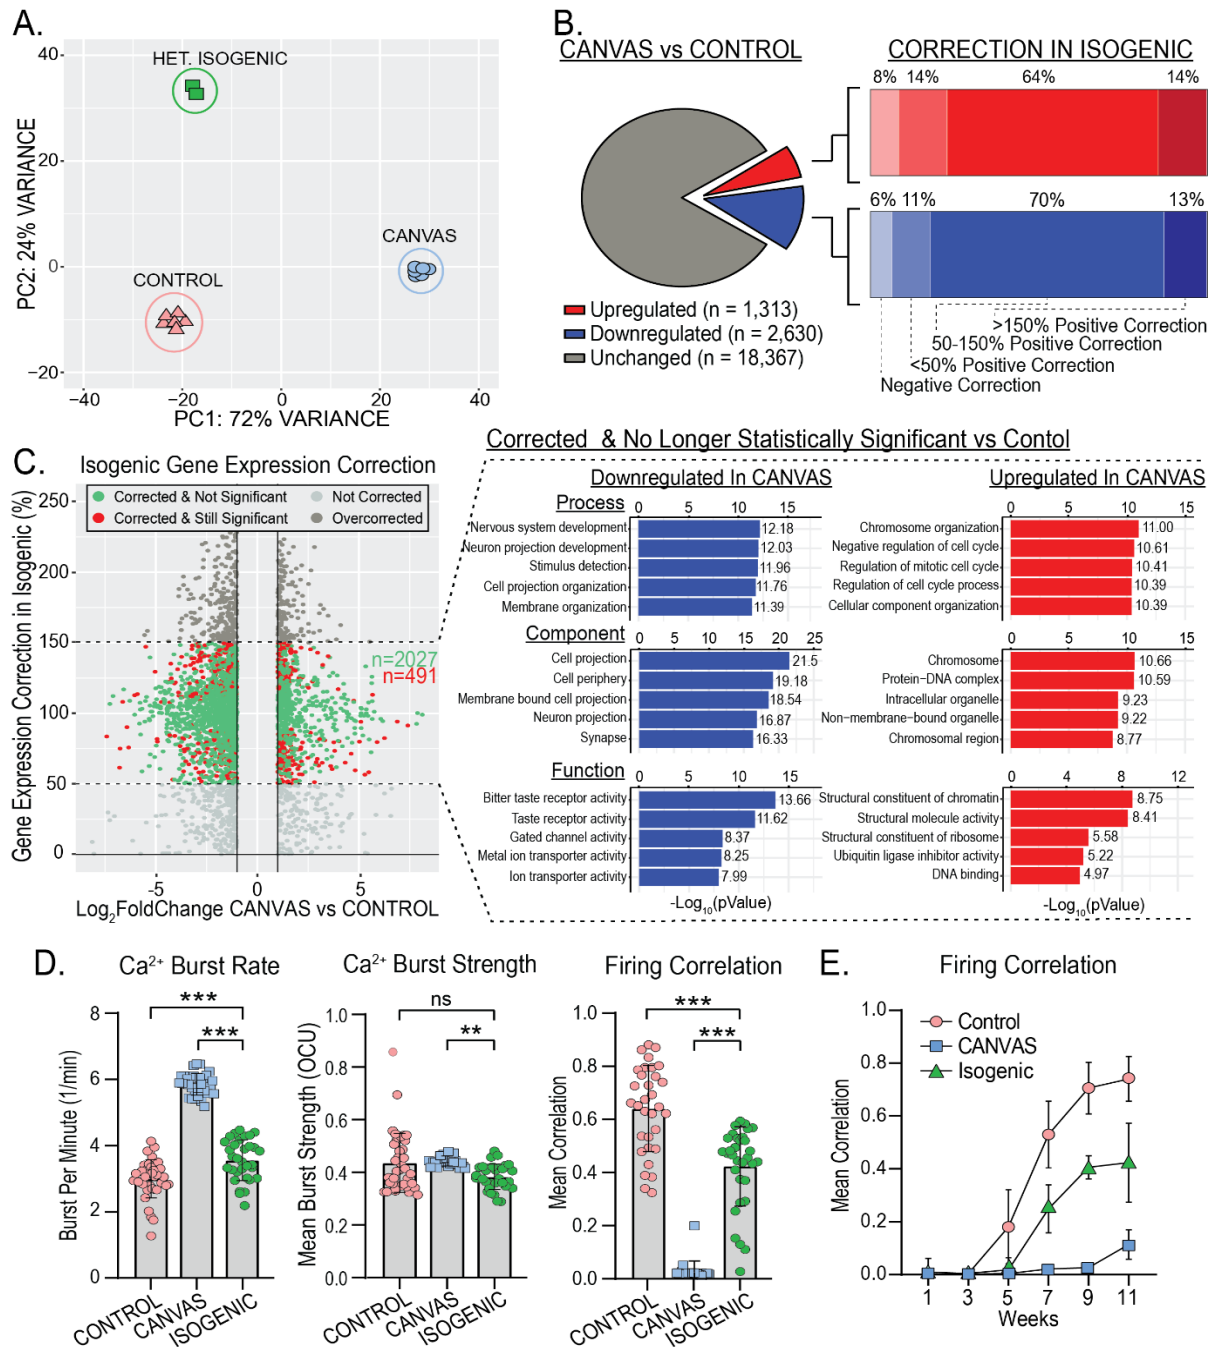 A.
HET. ISOGENIC
CANVAS
CONTROL
40
20
0
−20
PC2: 24% VARIANCE
−40
−20
0
20
40
PC1: 72% VARIANCE
B.
CANVAS vs CONTROL
CORRECTION IN ISOGENIC
8%
14%
64%
14%
6%
11%
70%
13%
Upregulated (n = 1,313)
Downregulated (n = 2,630)
Unchanged (n = 18,367)
>150% Positive Correction
50-150% Positive Correction
<50% Positive Correction
Negative Correction
C.
Isogenic Gene Expression Correction
Corrected & Not Significant
Not Corrected
Corrected & Still Significant
Overcorrected
250
200
150
100
50
0
Gene Expression Correction in Isogenic (%)
n=2027
n=491
-5
0
5
Log2FoldChange CANVAS vs CONTROL
Corrected & No Longer Statistically Significant vs Contol
Downregulated In CANVAS
Process
0
5
10
15
Nervous system development
12.18
Neuron projection development
12.03
Stimulus detection
11.96
Cell projection organization
11.76
Membrane organization
11.39
Component
0
5
10
15
20
25
Cell projection
21.5
Cell periphery
19.18
Membrane bound cell projection
18.54
Neuron projection
16.87
Synapse
16.33
Function
0
5
10
15
Bitter taste receptor activity
13.66
Taste receptor activity
11.62
Gated channel activity
8.37
Metal ion transporter activity
8.25
Ion transporter activity
7.99
-Log10(pValue)
Upregulated In CANVAS
0
5
10
15
Chromosome organization
11.00
Negative regulation of cell cycle
10.61
Regulation of mitotic cell cycle
10.41
Regulation of cell cycle process
10.39
Cellular component organization
10.39
0
5
10
15
Chromosome
10.66
Protein−DNA complex
10.59
Intracellular organelle
9.23
Non−membrane−bound organelle
9.22
Chromosomal region
8.77
0
4
8
12
Structural constituent of chromatin
8.75
Structural molecule activity
8.41
Structural constituent of ribosome
5.58
Ubiquitin ligase inhibitor activity
5.22
DNA binding
4.97
-Log10(pValue)
D.
Ca2+ Burst Rate
***
***
8
6
4
2
0
Burst Per Minute (1/min)
CONTROL
CANVAS
ISOGENIC
Ca2+ Burst Strength
ns
**
1.0
0.8
0.6
0.4
0.2
0.0
Mean Burst Strength (OCU)
CONTROL
CANVAS
ISOGENIC
Firing Correlation
***
***
1.0
0.8
0.6
0.4
0.2
0.0
Mean Correlation
CONTROL
CANVAS
ISOGENIC
E.
Firing Correlation
Control
CANVAS
Isogenic
1.0
0.8
0.6
0.4
0.2
0.0
Mean Correlation
1
3
5
7
9
11
Weeks